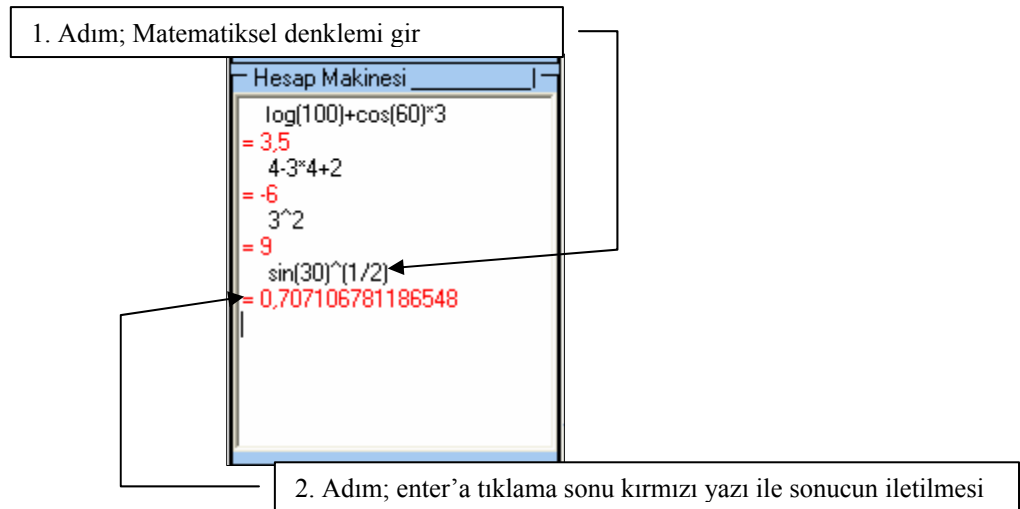 1. Adım; Matematiksel denklemi gir
Hesap Makinesi
log(100)+cos(60)*3
= 3,5
4-3*4+2
= -6
3^2
= 9
sin(30)^(1/2)
= 0,707106781186548
2. Adım; enter’a tıklama sonu kırmızı yazı ile sonucun iletilmesi